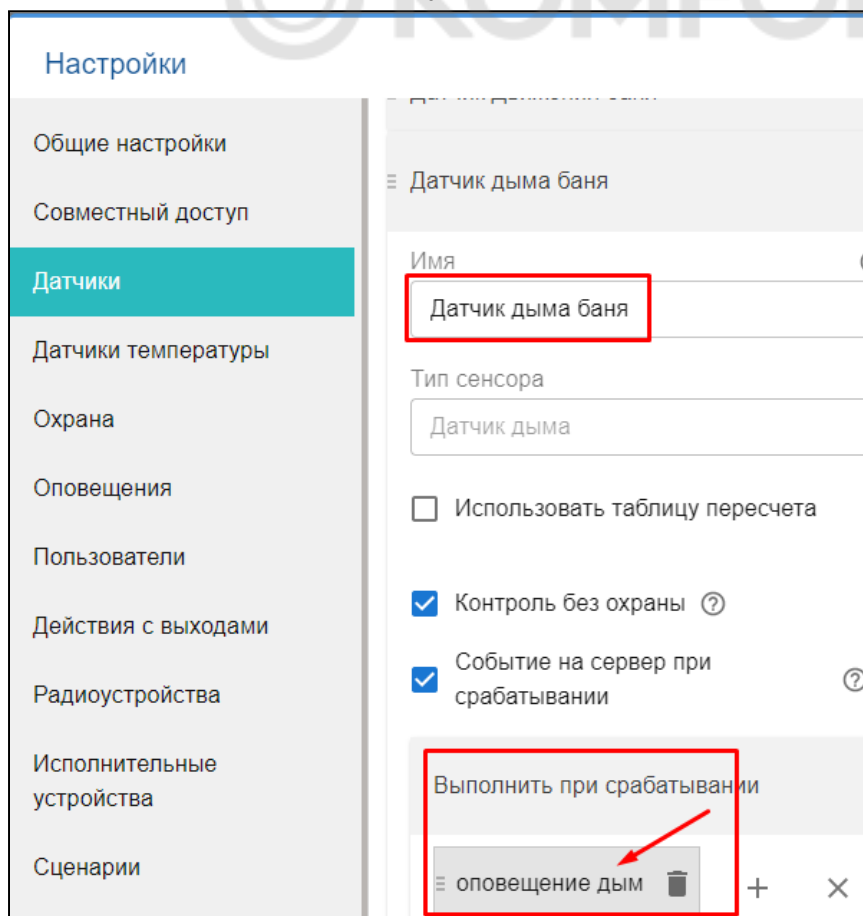 Настройки
Общие настройки
Совместный доступ
Датчики
Датчики температуры
Охрана
Оповещения
Пользователи
Действия с выходами
Радиоустройства
Исполнительные
устройства
Сценарии
Датчик дыма баня
Имя
Датчик дыма баня
Тип сенсора
Датчик дыма
Использовать таблицу пересчета
Контроль без охраны
Событие на сервер при
срабатывании
Выполнить при срабатывании
оповещение дым